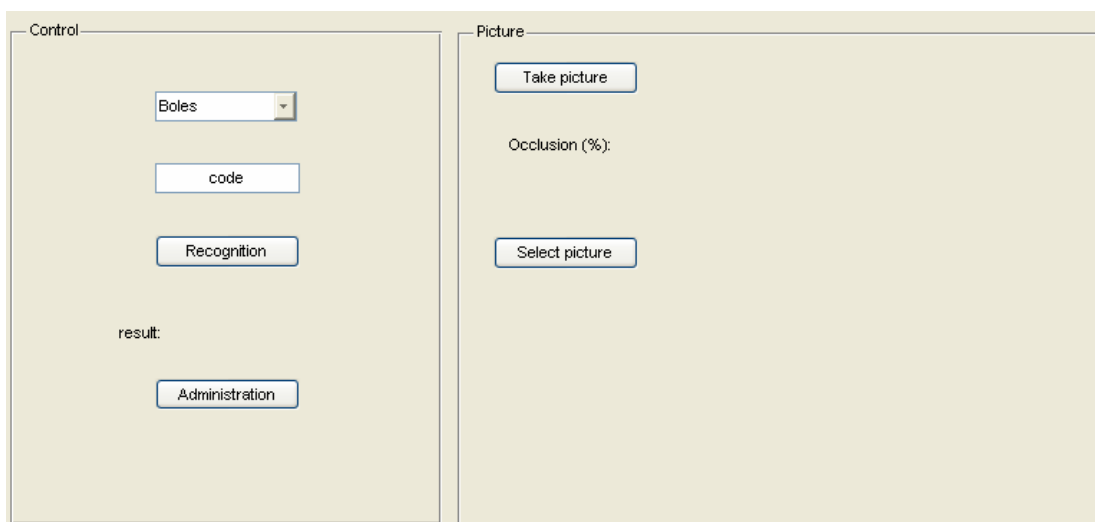 Control
Boles
code
Recognition
result:
Administration
Picture
Take picture
Occlusion (%):
Select picture